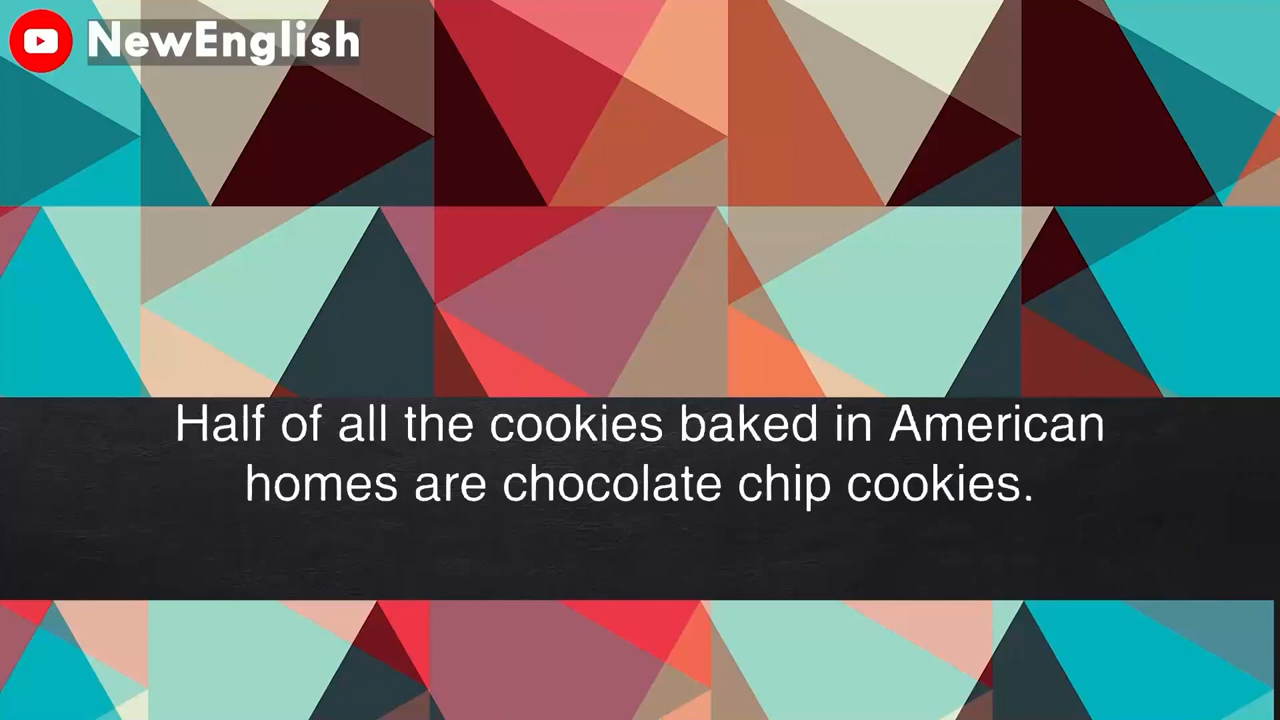 NewEnglish
Half of all the cookies baked in American
homes are chocolate chip cookies.